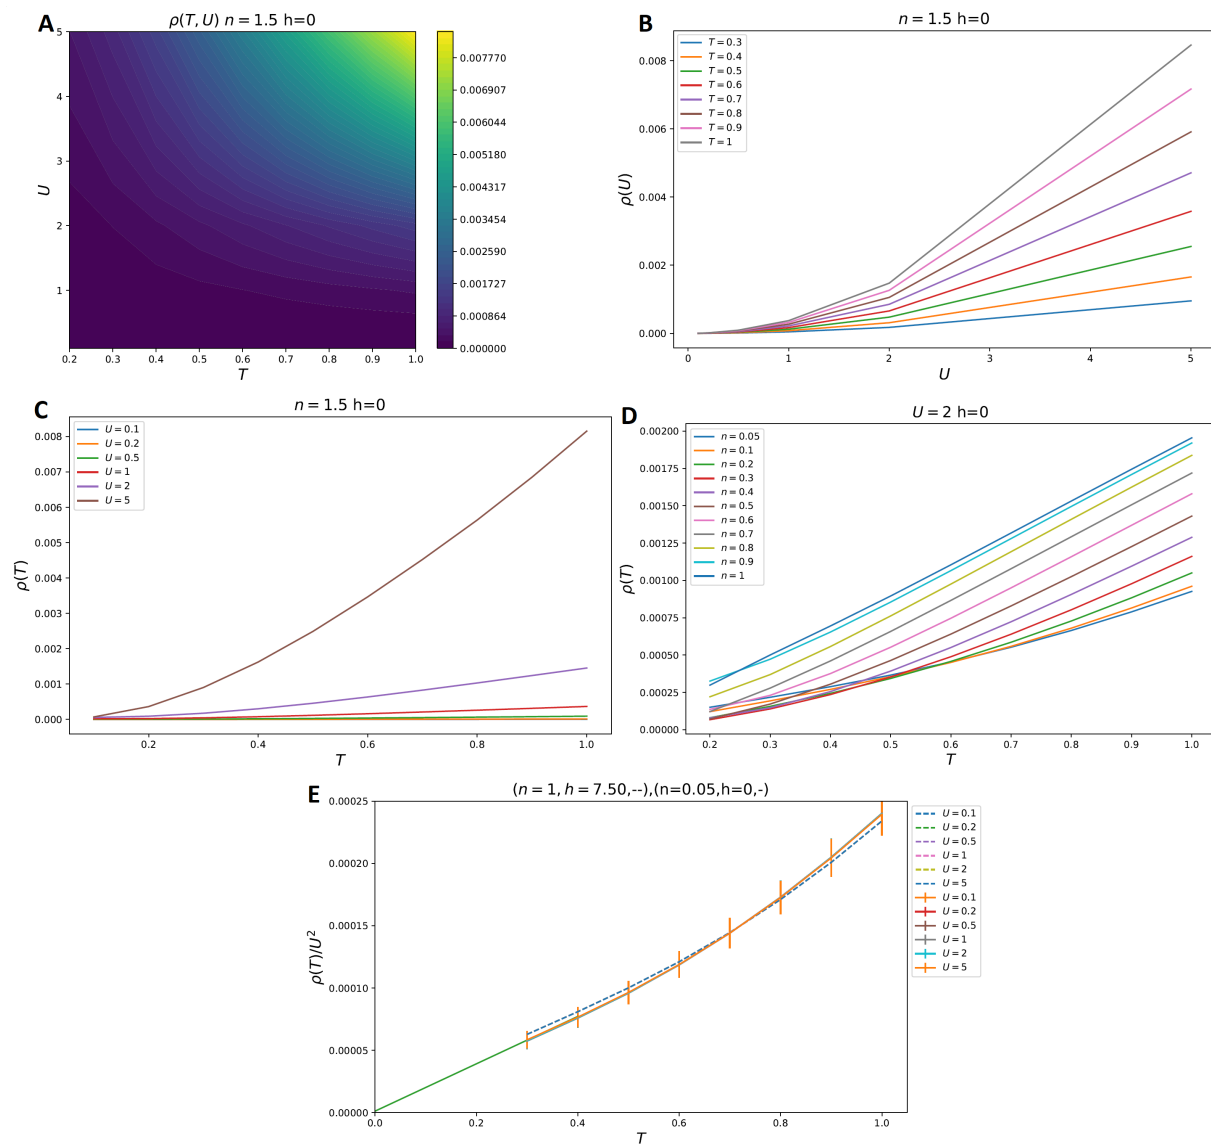 A
ρ(T, U) n = 1.5 h=0
5
4
3
2
1
U
0.2 0.3 0.4 0.5 0.6 0.7 0.8 0.9 1.0
T
0.007770
0.006907
0.006044
0.005180
0.004317
0.003454
0.002590
0.001727
0.000864
0.000000
B
n = 1.5 h=0
T = 0.3
T = 0.4
T = 0.5
T = 0.6
T = 0.7
T = 0.8
T = 0.9
T = 1
0.008
0.006
0.004
0.002
0.000
ρ(U)
0 1 2 3 4 5
U
C
n = 1.5 h=0
U = 0.1
U = 0.2
U = 0.5
U = 1
U = 2
U = 5
0.008
0.007
0.006
0.005
0.004
0.003
0.002
0.001
0.000
ρ(T)
0.2 0.4 0.6 0.8 1.0
T
D
U = 2 h=0
n = 0.05
n = 0.1
n = 0.2
n = 0.3
n = 0.4
n = 0.5
n = 0.6
n = 0.7
n = 0.8
n = 0.9
n = 1
0.00200
0.00175
0.00150
0.00125
0.00100
0.00075
0.00050
0.00025
0.00000
ρ(T)
0.2 0.3 0.4 0.5 0.6 0.7 0.8 0.9 1.0
T
E
(n = 1, h = 7.50,--),(n=0.05,h=0,-)
0.00025
0.00020
0.00015
0.00010
0.00005
0.00000
ρ(T)/U²
0.0 0.2 0.4 0.6 0.8 1.0
T
U = 0.1
U = 0.2
U = 0.5
U = 1
U = 2
U = 5
U = 0.1
U = 0.2
U = 0.5
U = 1
U = 2
U = 5